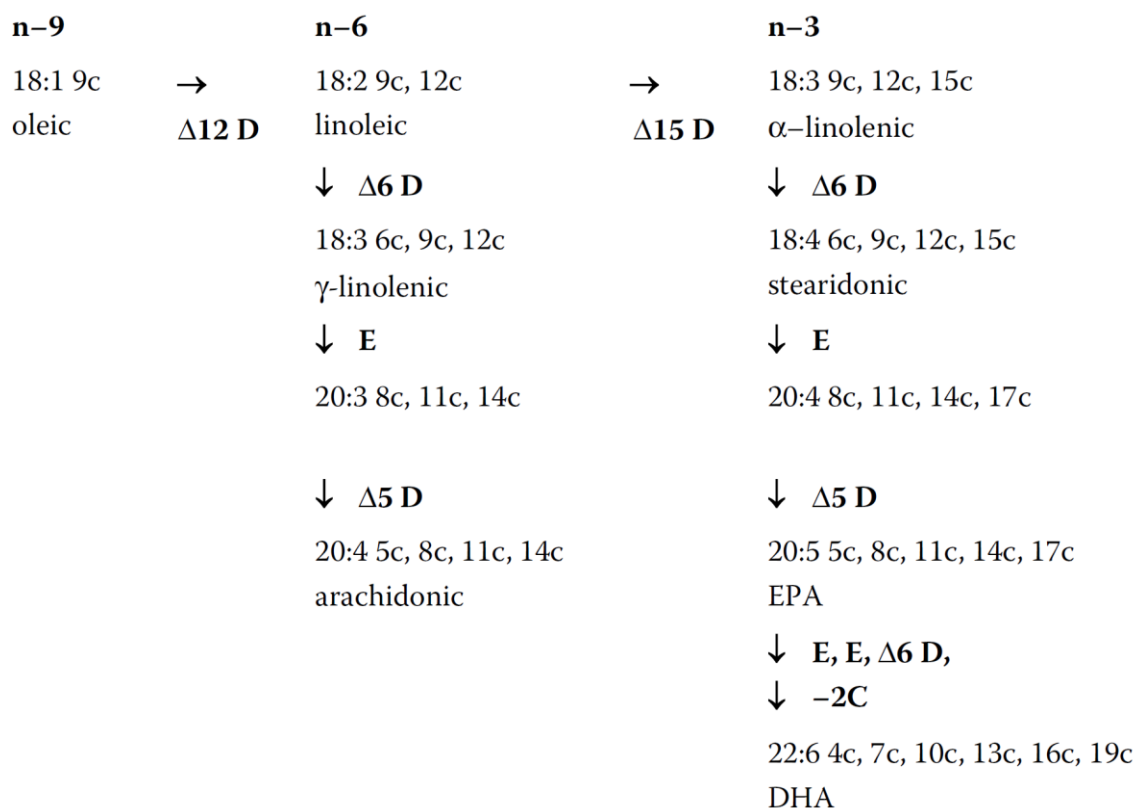 n–9 n–6 n–3
18:1 9c → 18:2 9c, 12c → 18:3 9c, 12c, 15c
oleic Δ12 D linoleic Δ15 D α–linolenic
↓ Δ6 D ↓ Δ6 D
18:3 6c, 9c, 12c 18:4 6c, 9c, 12c, 15c
γ-linolenic stearidonic
↓ E ↓ E
20:3 8c, 11c, 14c 20:4 8c, 11c, 14c, 17c
↓ Δ5 D ↓ Δ5 D
20:4 5c, 8c, 11c, 14c 20:5 5c, 8c, 11c, 14c, 17c
arachidonic EPA
↓ E, E, Δ6 D,
↓ –2C
22:6 4c, 7c, 10c, 13c, 16c, 19c
DHA